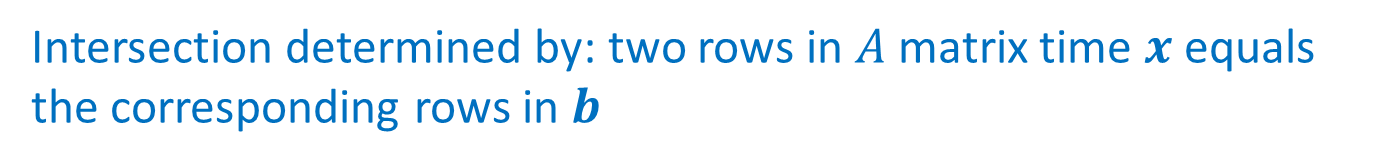 Intersection determined by: two rows in A matrix time x equals
the corresponding rows in b